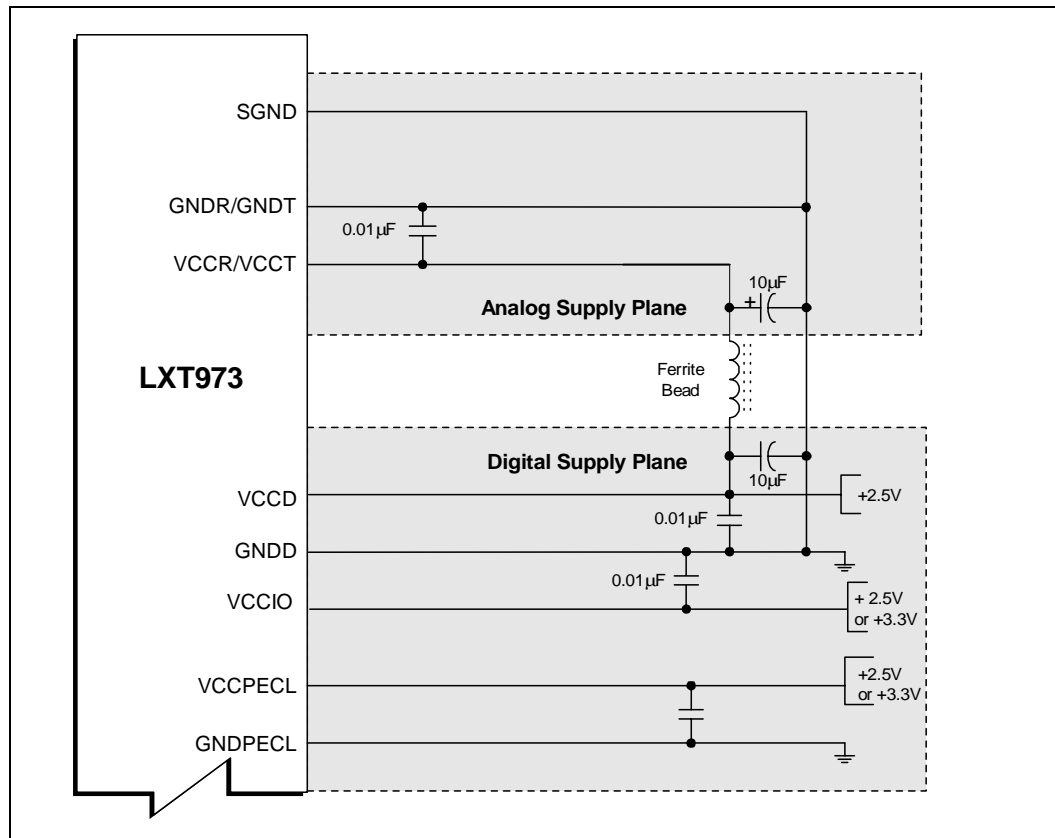 SGND
GNDR/GNDT
0.01µF
VCCR/VCCT
10µF
+
Analog Supply Plane
LXT973
Ferrite
Bead
Digital Supply Plane
10µF
VCCD
+2.5V
0.01µF
GNDD
0.01µF
VCCIO
+ 2.5V
or +3.3V
VCCPECL
+2.5V
or +3.3V
GNDPECL